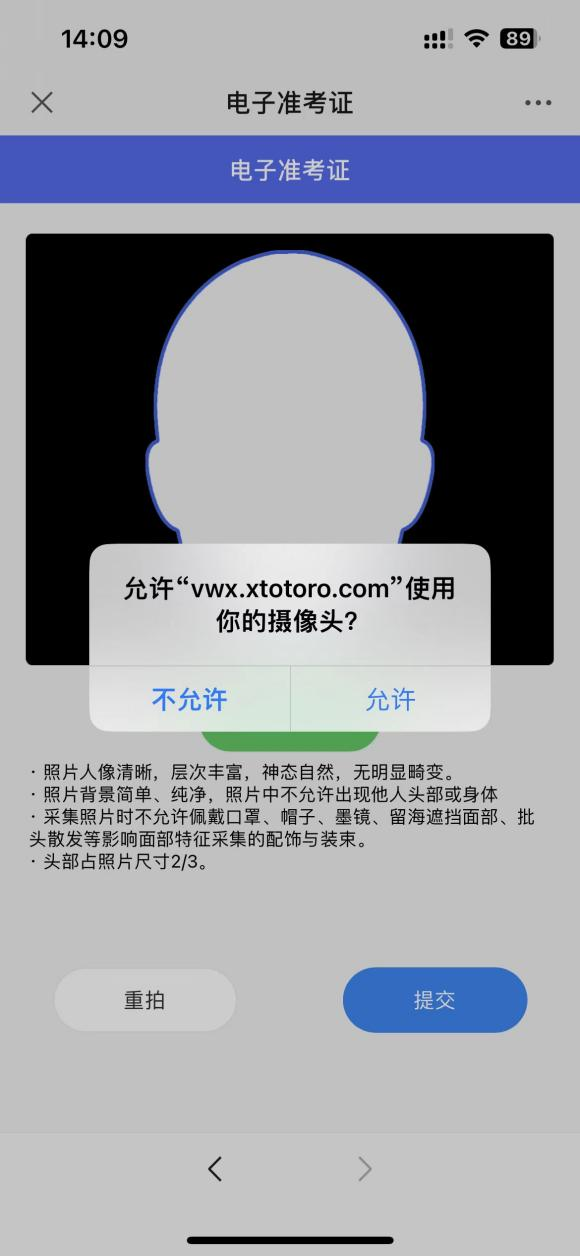 14:09
89
电子准考证
电子准考证
允许“vwx.xtotoro.com”使用
你的摄像头?
不允许
允许
· 照片人像清晰，层次丰富，神态自然，无明显畸变。
· 照片背景简单、纯净，照片中不允许出现他人头部或身体
· 采集照片时不允许佩戴口罩、帽子、墨镜、留海遮挡面部、批
头散发等影响面部特征采集的配饰与装束。
· 头部占照片尺寸2/3。
重拍
提交